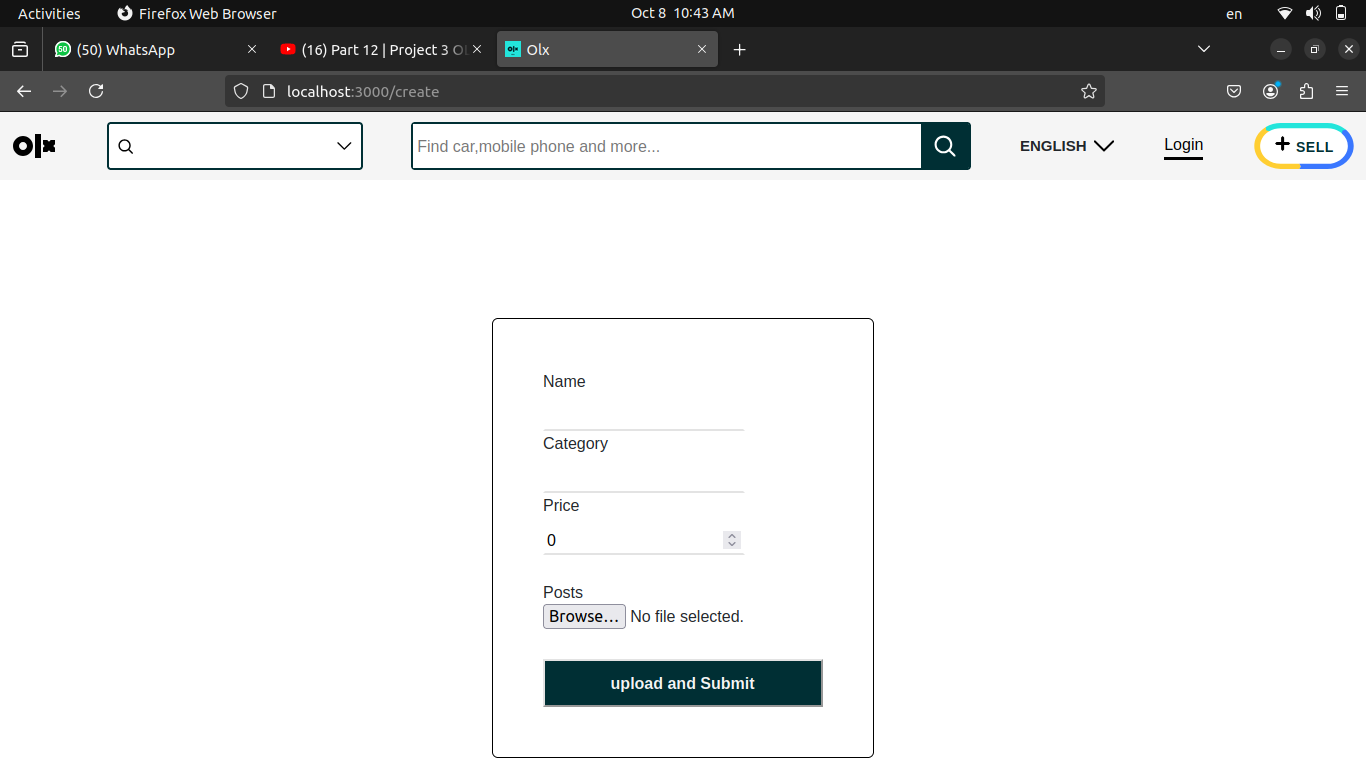 Activities Firefox Web Browser Oct 8 10:43 AM en
50 (50) WhatsApp (16) Part 12 | Project 3 Ol Olx
localhost:3000/create
olx Find car,mobile phone and more... ENGLISH Login + SELL
Name
Category
Price
0
Posts
Browse... No file selected.
upload and Submit